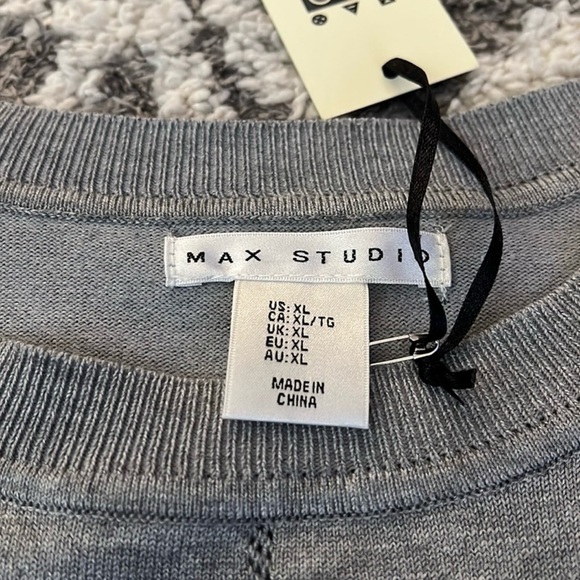 MAX STUDIO
US: XL
CA: XL/TG
UK: XL
EU: XL
AU: XL
MADE IN
CHINA